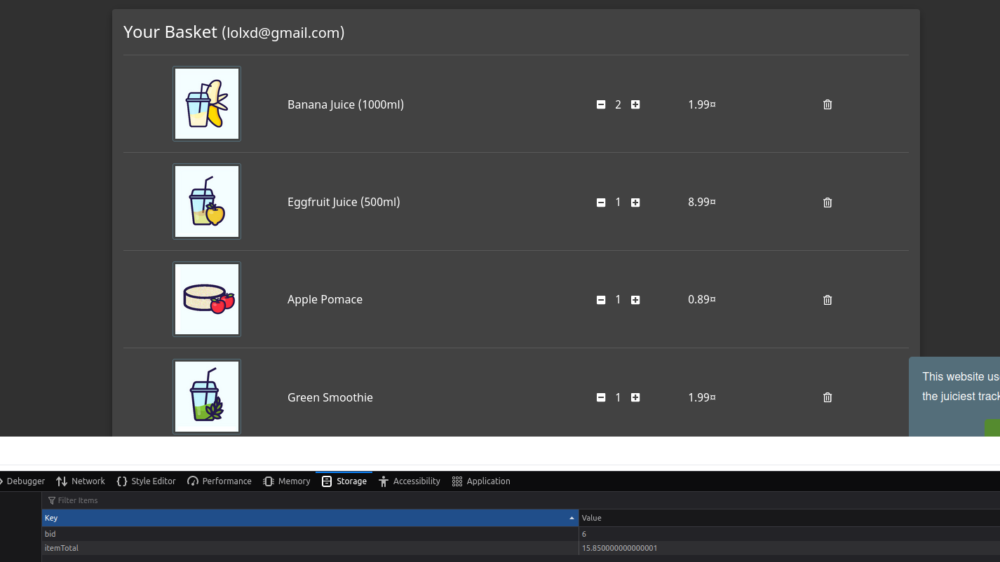 Your Basket (lolxd@gmail.com)
Banana Juice (1000ml) 2 1.99¤
Eggfruit Juice (500ml) 1 8.99¤
Apple Pomace 1 0.89¤
Green Smoothie 1 1.99¤
This website us
the juiciest track
Debugger Network Style Editor Performance Memory Storage Accessibility Application
Filter Items
Key Value
bid 6
itemTotal 15.850000000000001